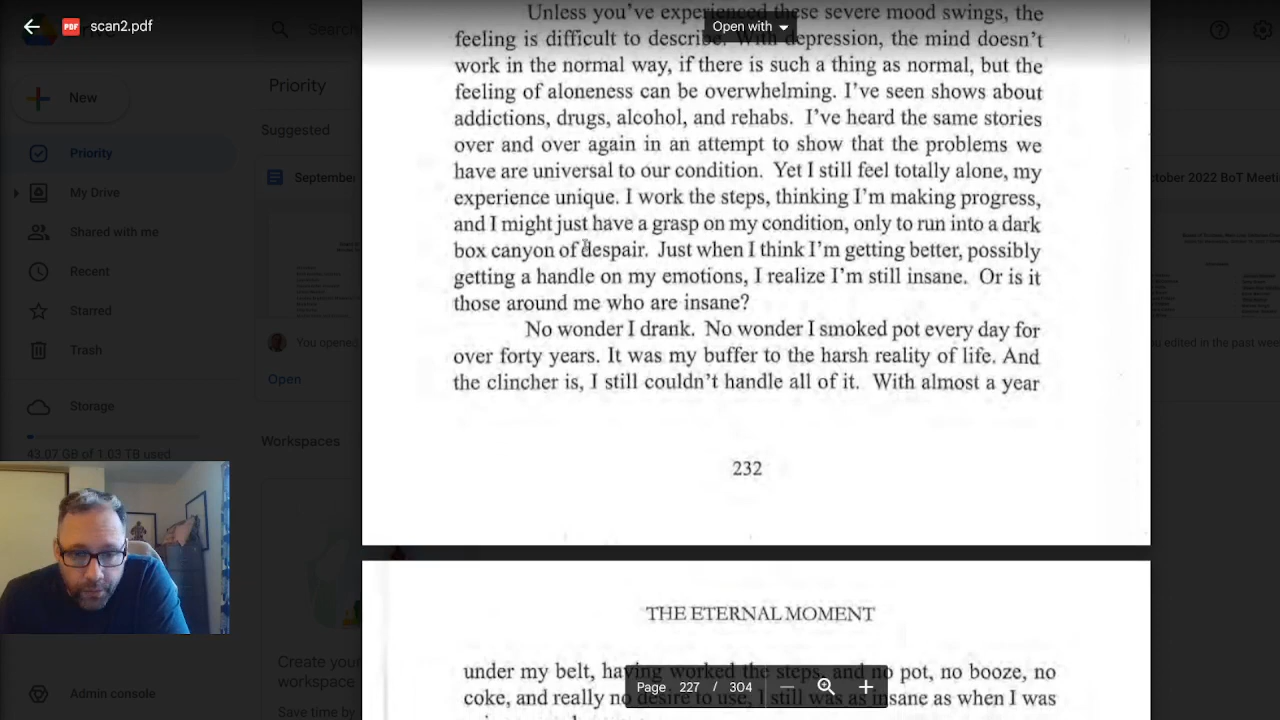 scan2.pdf
Open with
Search
New
Priority
My Drive
Shared with me
Recent
Starred
Trash
Storage
43.07 GB of 1.03 TB used
Admin console
Priority
Suggested
September
You opened
Open
Workspaces
Create your
workspace
Save time by
Unless you've experienced these severe mood swings, the
feeling is difficult to describe. With depression, the mind doesn't
work in the normal way, if there is such a thing as normal, but the
feeling of aloneness can be overwhelming. I've seen shows about
addictions, drugs, alcohol, and rehabs. I've heard the same stories
over and over again in an attempt to show that the problems we
have are universal to our condition. Yet I still feel totally alone, my
experience unique. I work the steps, thinking I'm making progress,
and I might just have a grasp on my condition, only to run into a dark
box canyon of despair. Just when I think I'm getting better, possibly
getting a handle on my emotions, I realize I'm still insane. Or is it
those around me who are insane?
No wonder I drank. No wonder I smoked pot every day for
over forty years. It was my buffer to the harsh reality of life. And
the clincher is, I still couldn't handle all of it. With almost a year
232
THE ETERNAL MOMENT
under my belt, having worked the steps, and no pot, no booze, no
coke, and really no desire to use, I still was as insane as when I was
Page 227 / 304
ctober 2022 BoT Meeti
u edited in the past wee